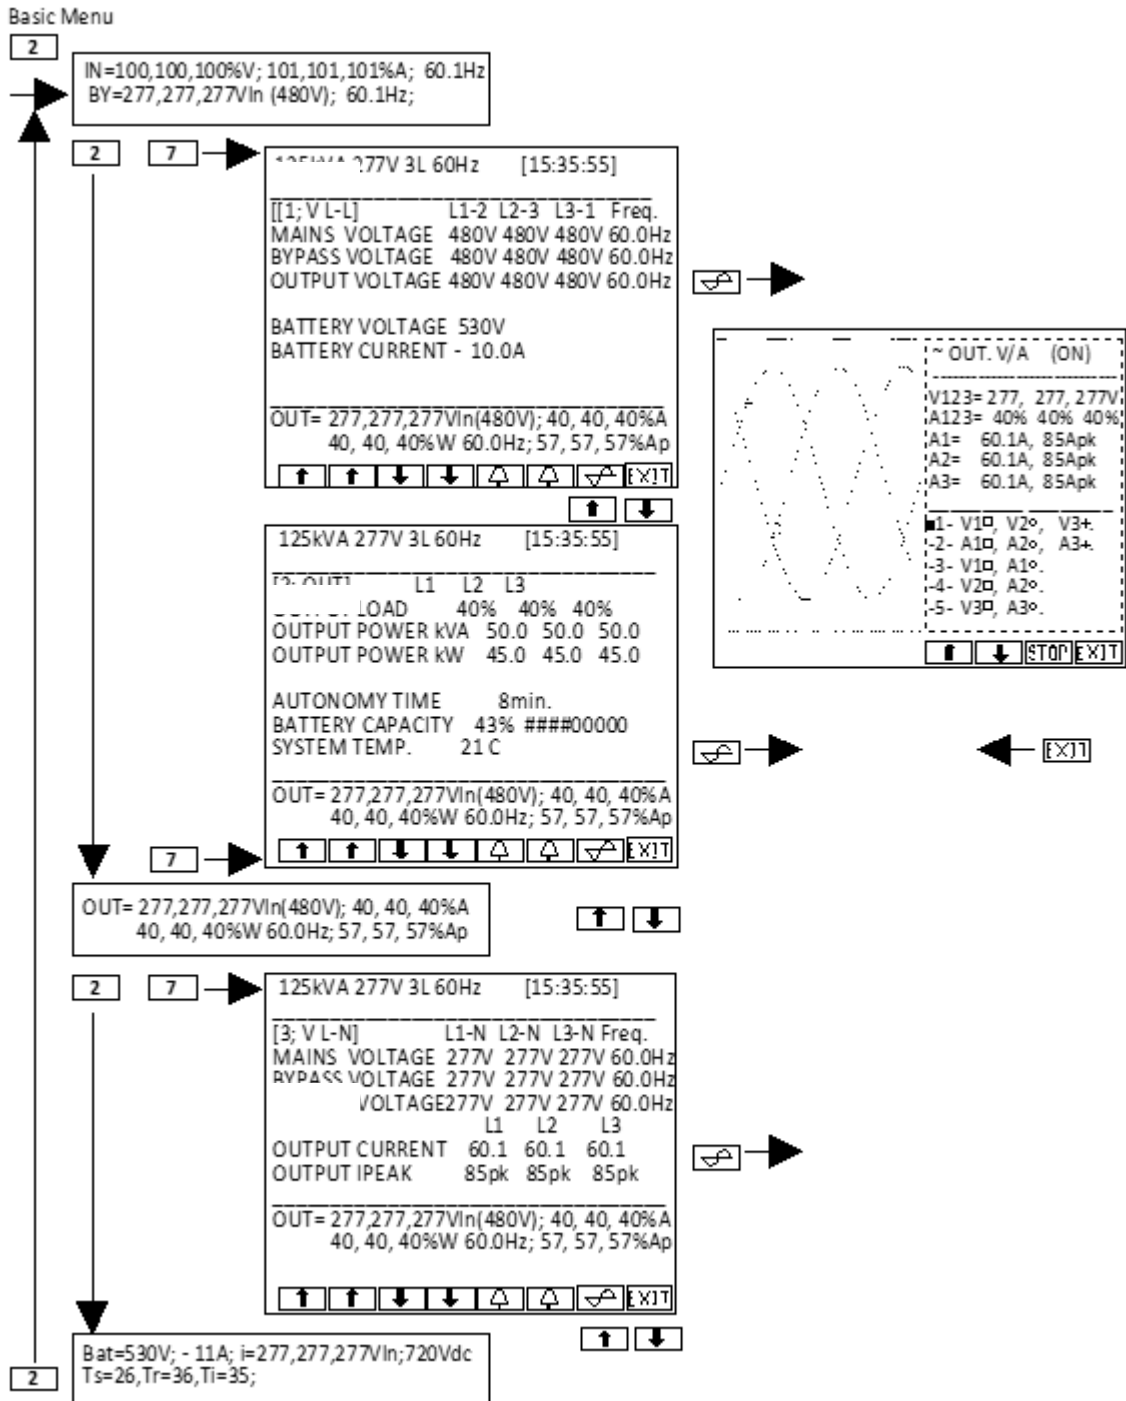 Basic Menu
2
IN=100,100,100%V; 101,101,101%A; 60.1Hz
BY=277,277,277Vln (480V); 60.1Hz;
2 7
277V 3L 60Hz [15:35:55]
[[1; V L-L] L1-2 L2-3 L3-1 Freq.
MAINS VOLTAGE 480V 480V 480V 60.0Hz
BYPASS VOLTAGE 480V 480V 480V 60.0Hz
OUTPUT VOLTAGE 480V 480V 480V 60.0Hz
BATTERY VOLTAGE 530V
BATTERY CURRENT - 10.0A
OUT= 277,277,277Vln(480V); 40, 40, 40%A
40, 40, 40%W 60.0Hz; 57, 57, 57%Ap
EXIT
~ OUT. V/A (ON)
V123= 277, 277, 277V
A123= 40% 40% 40%
A1= 60.1A, 85Apk
A2= 60.1A, 85Apk
A3= 60.1A, 85Apk
■1- V1□, V2o, V3+.
-2- A1□, A2o, A3+.
-3- V1□, A1o.
-4- V2□, A2o.
-5- V3□, A3o.
STOP EXIT
125kVA 277V 3L 60Hz [15:35:55]
[2; OUT] L1 L2 L3
LOAD 40% 40% 40%
OUTPUT POWER kVA 50.0 50.0 50.0
OUTPUT POWER kW 45.0 45.0 45.0
AUTONOMY TIME 8min.
BATTERY CAPACITY 43% ####00000
SYSTEM TEMP. 21 C
OUT= 277,277,277Vln(480V); 40, 40, 40%A
40, 40, 40%W 60.0Hz; 57, 57, 57%Ap
EXIT
EXIT
7
OUT= 277,277,277Vln(480V); 40, 40, 40%A
40, 40, 40%W 60.0Hz; 57, 57, 57%Ap
2 7
125kVA 277V 3L 60Hz [15:35:55]
[3; V L-N] L1-N L2-N L3-N Freq.
MAINS VOLTAGE 277V 277V 277V 60.0Hz
BYPASS VOLTAGE 277V 277V 277V 60.0Hz
VOLTAGE277V 277V 277V 60.0Hz
L1 L2 L3
OUTPUT CURRENT 60.1 60.1 60.1
OUTPUT IPEAK 85pk 85pk 85pk
OUT= 277,277,277Vln(480V); 40, 40, 40%A
40, 40, 40%W 60.0Hz; 57, 57, 57%Ap
EXIT
Bat=530V; - 11A; i=277,277,277Vln;720Vdc
Ts=26,Tr=36,Ti=35;
2